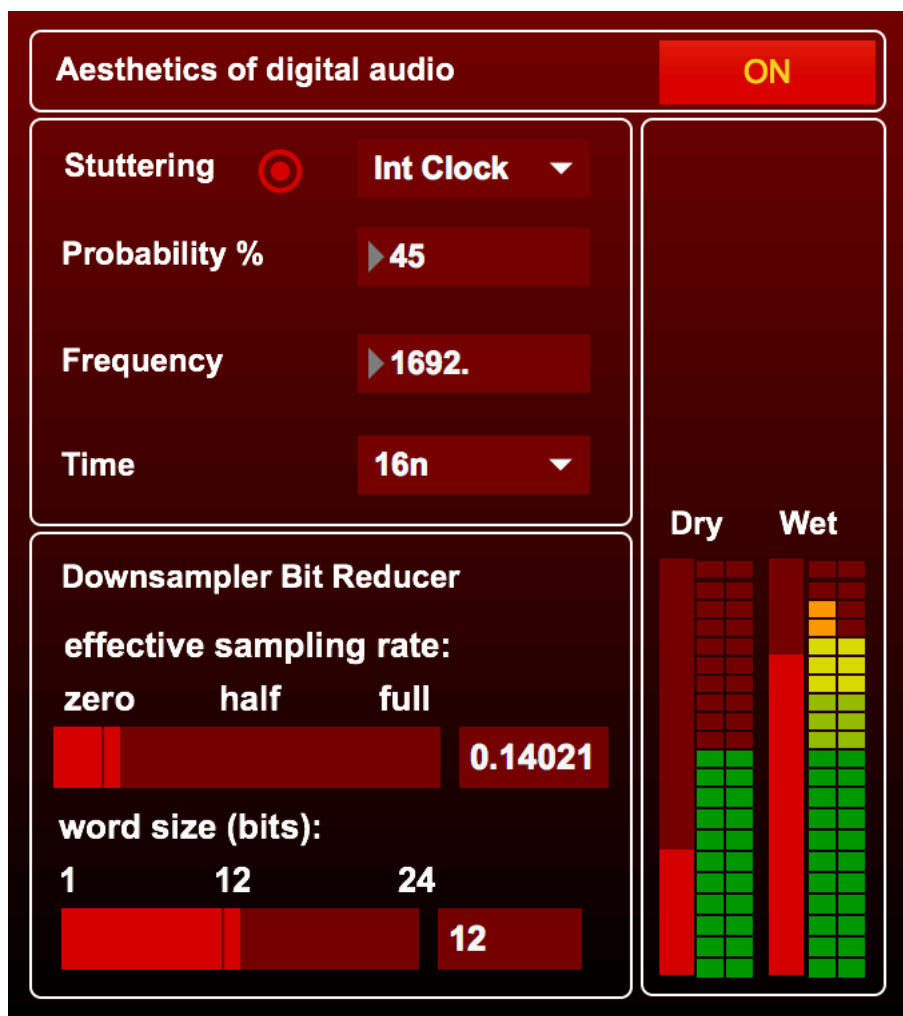 Aesthetics of digital audio ON
Stuttering Int Clock
Probability % 45
Frequency 1692.
Time 16n
Dry Wet
Downsampler Bit Reducer
effective sampling rate:
zero half full
0.14021
word size (bits):
1 12 24
12